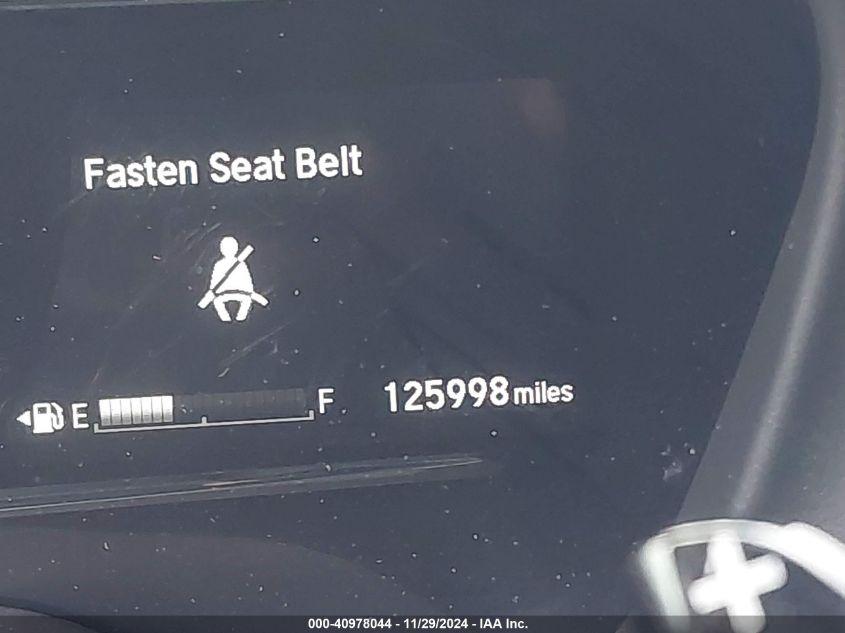 Fasten Seat Belt
E F 125998 miles
000-40978044 - 11/29/2024 - IAA Inc.